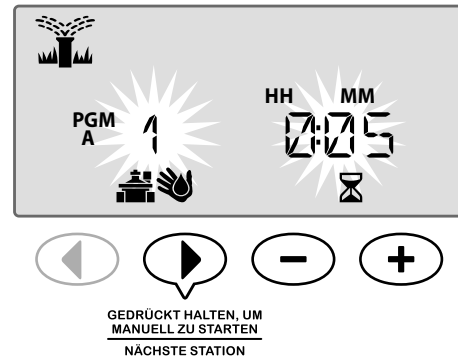 HH MM
PGM
A 1 0:05
GEDRÜCKT HALTEN, UM
MANUELL ZU STARTEN
NÄCHSTE STATION